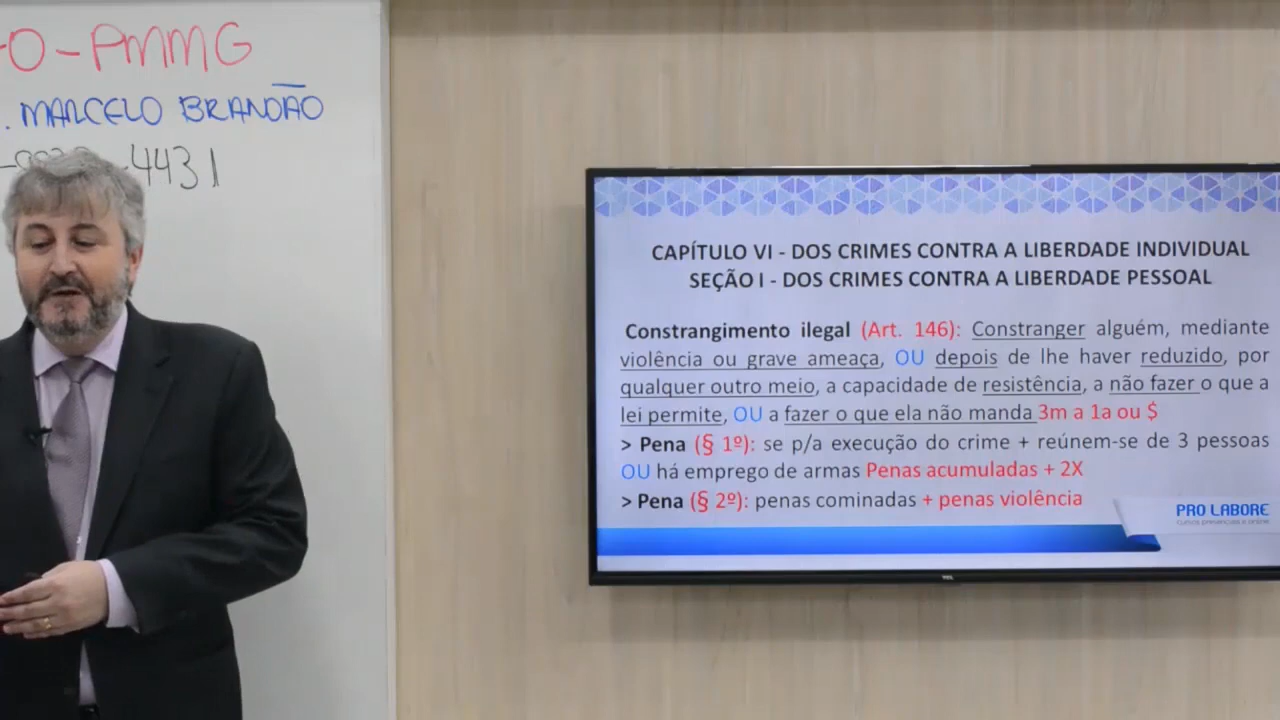 O - PMMG
. MARCELO BRANDÃO
-4431
CAPÍTULO VI - DOS CRIMES CONTRA A LIBERDADE INDIVIDUAL
SEÇÃO I - DOS CRIMES CONTRA A LIBERDADE PESSOAL
Constrangimento ilegal (Art. 146): Constranger alguém, mediante
violência ou grave ameaça, OU depois de lhe haver reduzido, por
qualquer outro meio, a capacidade de resistência, a não fazer o que a
lei permite, OU a fazer o que ela não manda 3m a 1a ou $
> Pena (§ 1º): se p/a execução do crime + reúnem-se de 3 pessoas
OU há emprego de armas Penas acumuladas + 2X
> Pena (§ 2º): penas cominadas + penas violência
PRO LABORE
cursos presenciais e online
TCL